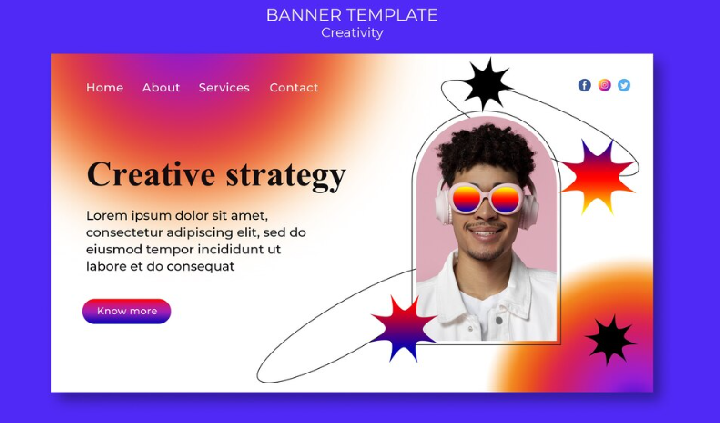 BANNER TEMPLATE
Creativity
Home About Services Contact
Creative strategy
Lorem ipsum dolor sit amet,
consectetur adipiscing elit, sed do
eiusmod tempor incididunt ut
labore et do consequat
Know more